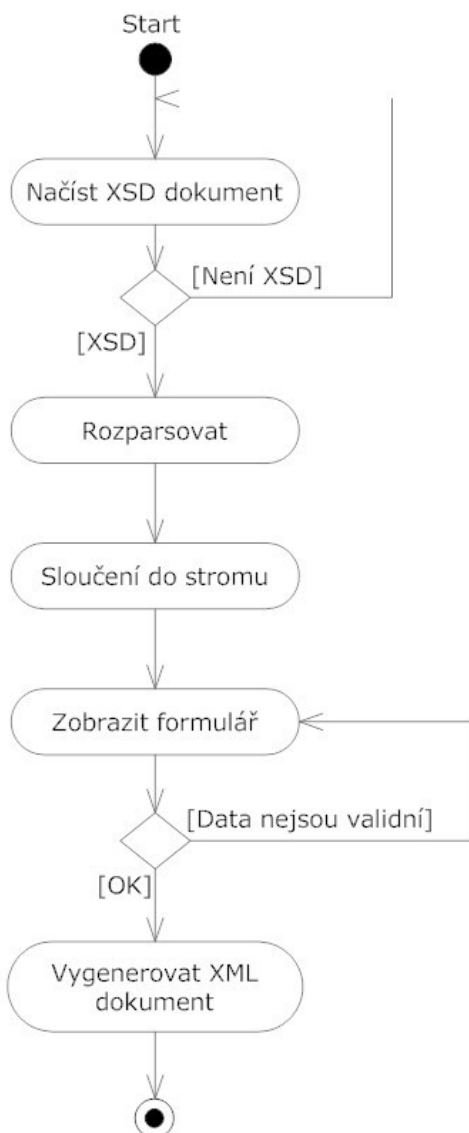 Start
Načíst XSD dokument
[Není XSD]
[XSD]
Rozparsovat
Sloučení do stromu
Zobrazit formulář
[Data nejsou validní]
[OK]
Vygenerovat XML
dokument